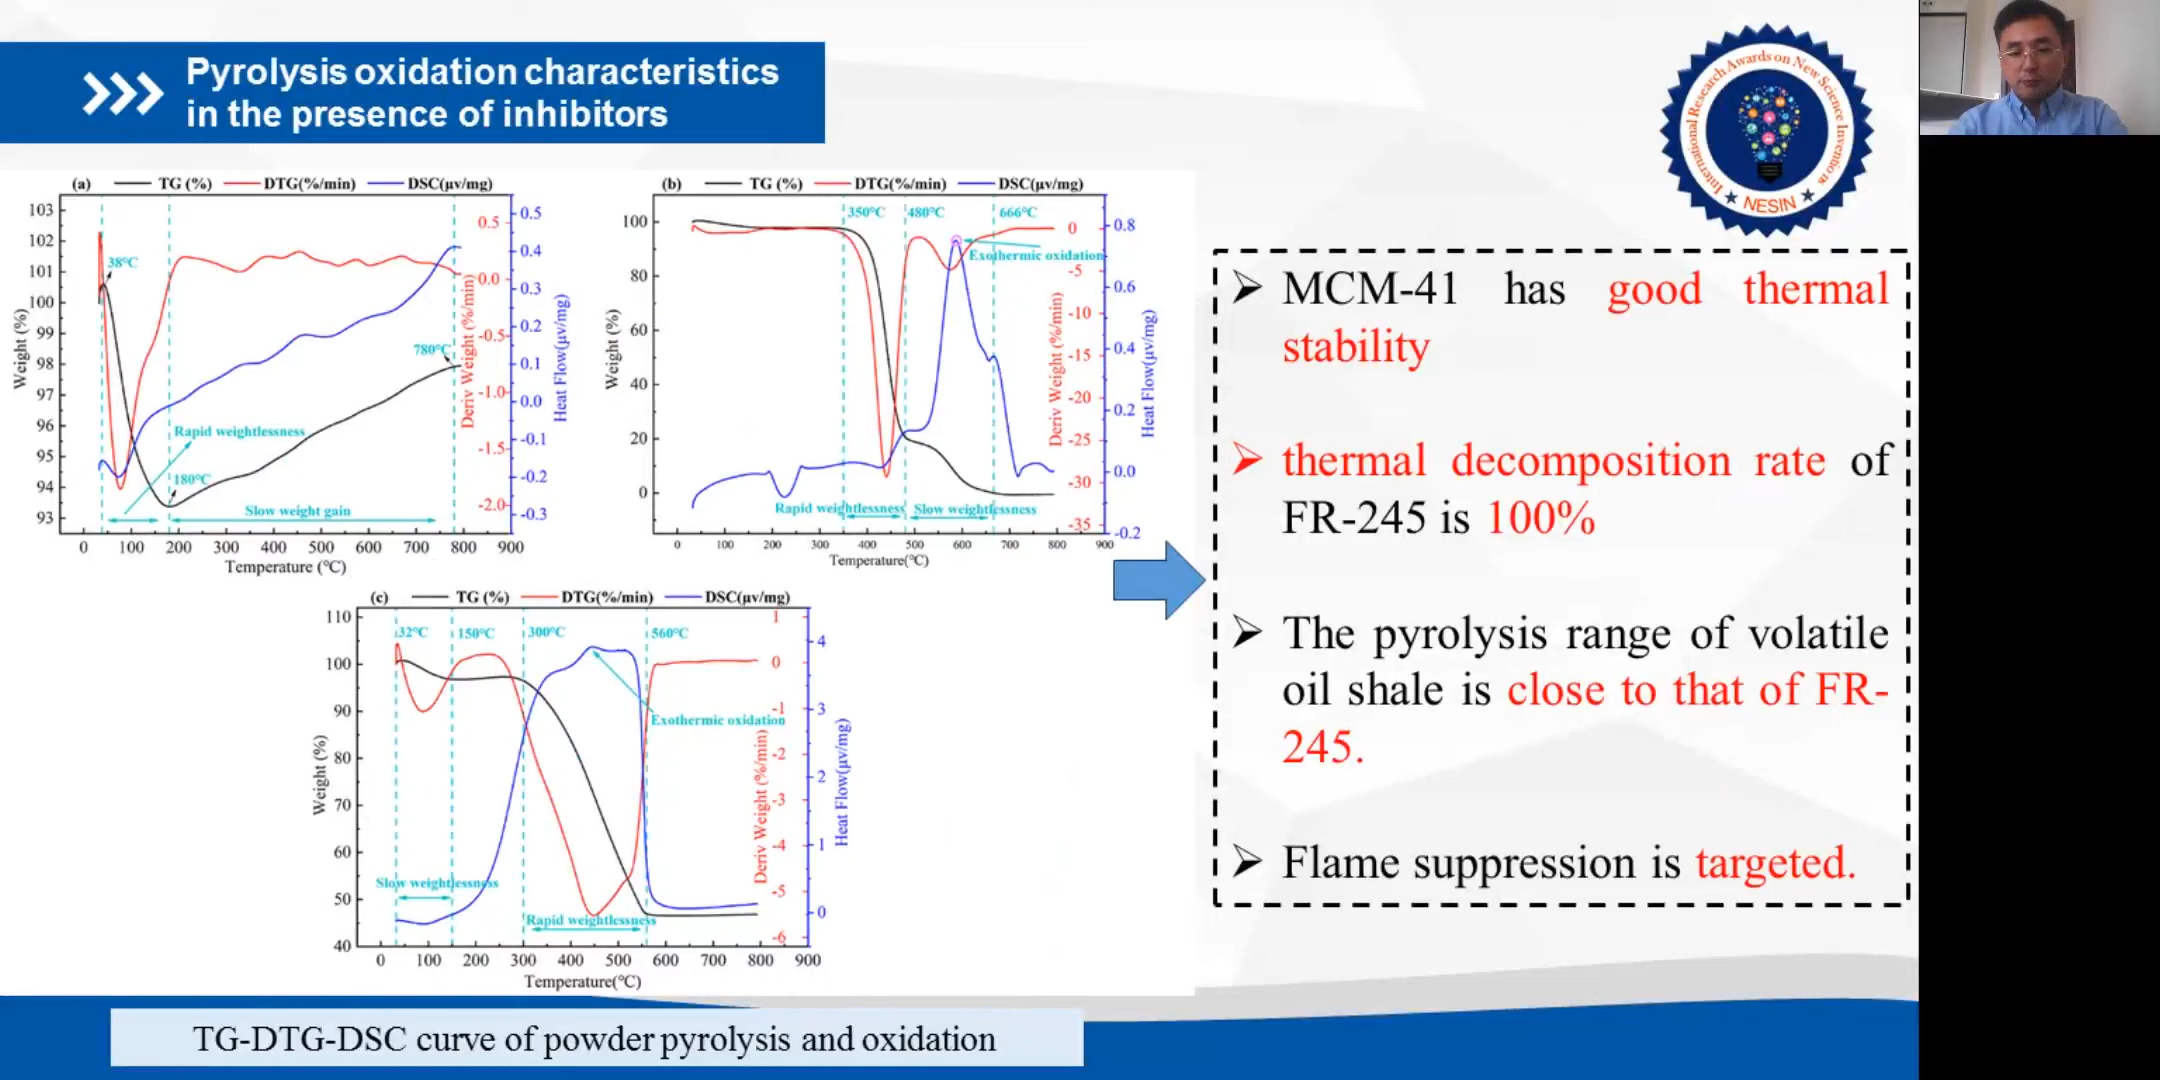 Pyrolysis oxidation characteristics
in the presence of inhibitors
International Research Awards on New Science Inventions
NESIN
(a) TG (%) DTG(%/min) DSC(μv/mg)
103
102
101
100
99
98
97
96
95
94
93
Weight (%)
38℃
180℃
780℃
Rapid weightlessness
Slow weight gain
0.5
0.0
-0.5
-1.0
-1.5
-2.0
Deriv Weight (%/min)
0.5
0.4
0.3
0.2
0.1
0.0
-0.1
-0.2
-0.3
Heat Flow(μv/mg)
0 100 200 300 400 500 600 700 800 900
Temperature (℃)
(b) TG (%) DTG(%/min) DSC(μv/mg)
100
80
60
40
20
0
Weight (%)
350℃ 480℃ 666℃
Exothermic oxidation
Rapid weightlessness Slow weightlessness
0
-5
-10
-15
-20
-25
-30
-35
Deriv Weight (%/min)
0.8
0.6
0.4
0.2
0.0
-0.2
Heat Flow(μv/mg)
0 100 200 300 400 500 600 700 800 900
Temperature(℃)
(c) TG (%) DTG(%/min) DSC(μv/mg)
110
100
90
80
70
60
50
40
Weight (%)
32℃ 150℃ 300℃ 560℃
Exothermic oxidation
Slow weightlessness
Rapid weightlessness
1
0
-1
-2
-3
-4
-5
-6
Deriv Weight (%/min)
4
3
2
1
0
Heat Flow(μv/mg)
0 100 200 300 400 500 600 700 800 900
Temperature(℃)
➢ MCM-41 has good thermal
stability
➢ thermal decomposition rate of
FR-245 is 100%
➢ The pyrolysis range of volatile
oil shale is close to that of FR-
245.
➢ Flame suppression is targeted.
TG-DTG-DSC curve of powder pyrolysis and oxidation